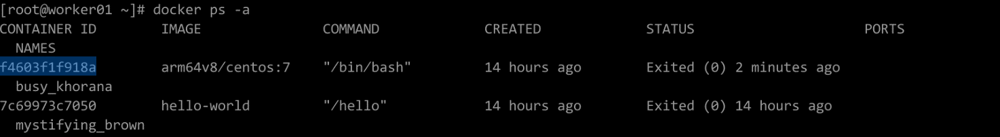 [root@worker01 ~]# docker ps -a
CONTAINER ID        IMAGE               COMMAND             CREATED             STATUS                     PORTS
  NAMES
f4603f1f918a        arm64v8/centos:7    "/bin/bash"         14 hours ago        Exited (0) 2 minutes ago
  busy_khorana
7c69973c7050        hello-world         "/hello"            14 hours ago        Exited (0) 14 hours ago
  mystifying_brown